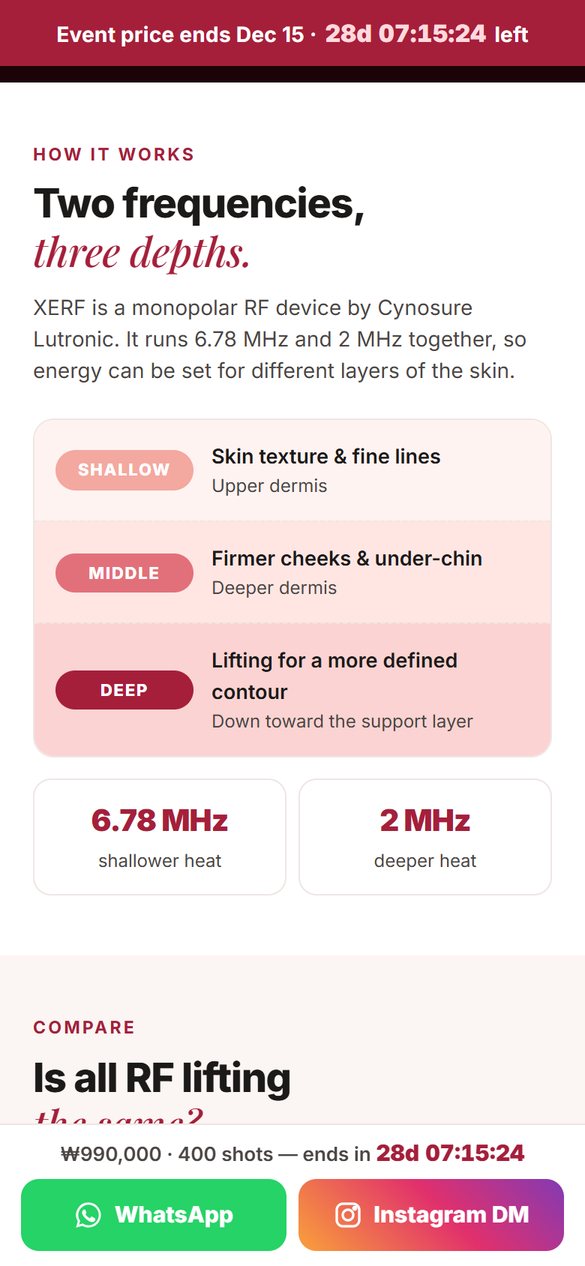 Event price ends Dec 15 · 28d 07:15:24 left
HOW IT WORKS
Two frequencies,
three depths.
XERF is a monopolar RF device by Cynosure
Lutronic. It runs 6.78 MHz and 2 MHz together, so
energy can be set for different layers of the skin.
SHALLOW
Skin texture & fine lines
Upper dermis
MIDDLE
Firmer cheeks & under-chin
Deeper dermis
DEEP
Lifting for a more defined
contour
Down toward the support layer
6.78 MHz
shallower heat
2 MHz
deeper heat
COMPARE
Is all RF lifting
the same?
₩990,000 · 400 shots — ends in 28d 07:15:24
WhatsApp
Instagram DM